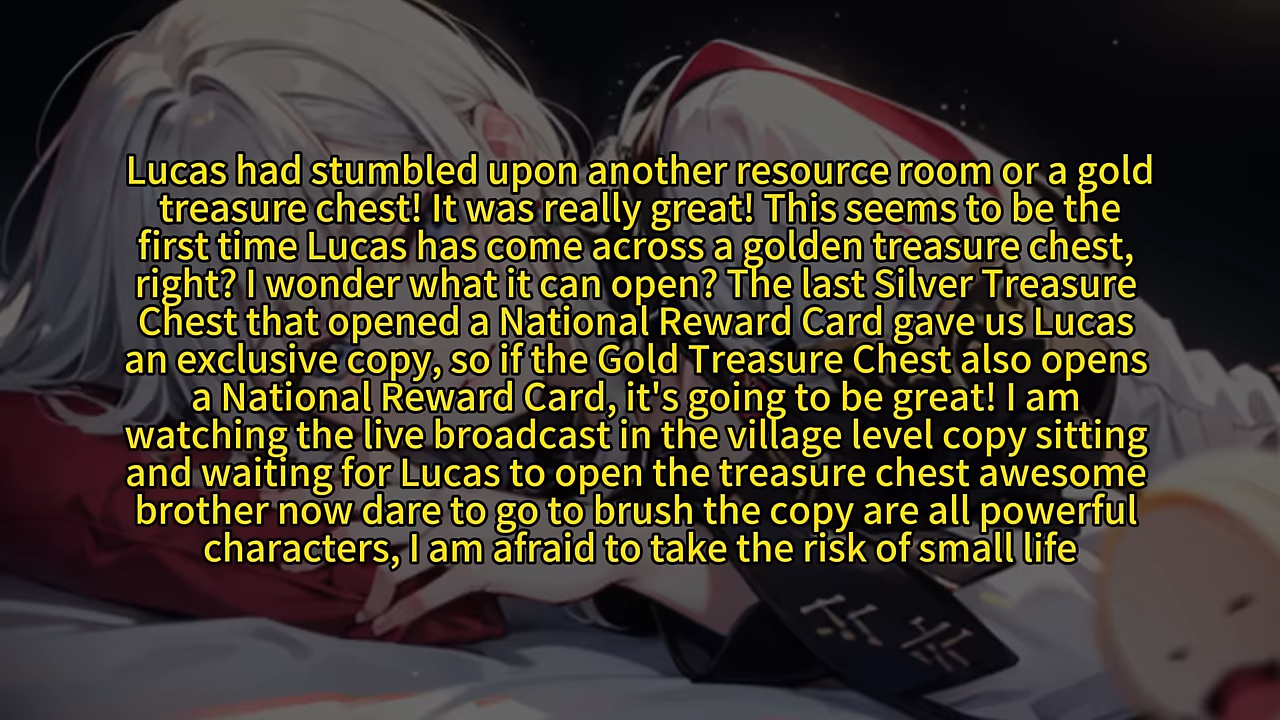 Lucas had stumbled upon another resource room or a gold
treasure chest! It was really great! This seems to be the
first time Lucas has come across a golden treasure chest,
right? I wonder what it can open? The last Silver Treasure
Chest that opened a National Reward Card gave us Lucas
an exclusive copy, so if the Gold Treasure Chest also opens
a National Reward Card, it's going to be great! I am
watching the live broadcast in the village level copy sitting
and waiting for Lucas to open the treasure chest awesome
brother now dare to go to brush the copy are all powerful
characters, I am afraid to take the risk of small life